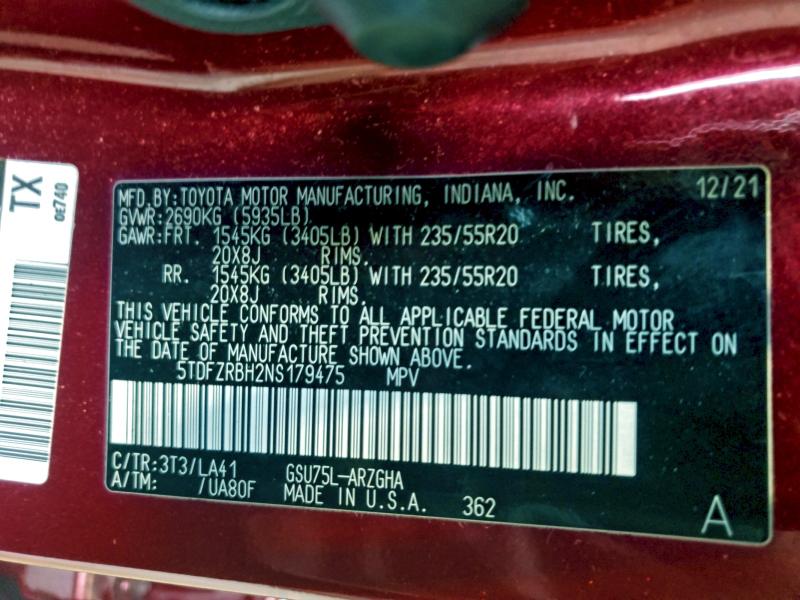 TX
0E740
MFD.BY:TOYOTA MOTOR MANUFACTURING, INDIANA, INC. 12/21
GVWR:2690KG (5935LB)
GAWR:FRT. 1545KG (3405LB) WITH 235/55R20 TIRES,
20X8J RIMS.
RR. 1545KG (3405LB) WITH 235/55R20 TIRES,
20X8J RIMS.
THIS VEHICLE CONFORMS TO ALL APPLICABLE FEDERAL MOTOR
VEHICLE SAFETY AND THEFT PREVENTION STANDARDS IN EFFECT ON
THE DATE OF MANUFACTURE SHOWN ABOVE.
5TDFZRBH2NS179475 MPV
C/TR:3T3/LA41 GSU75L-ARZGHA
A/TM: /UA80F MADE IN U.S.A. 362
A